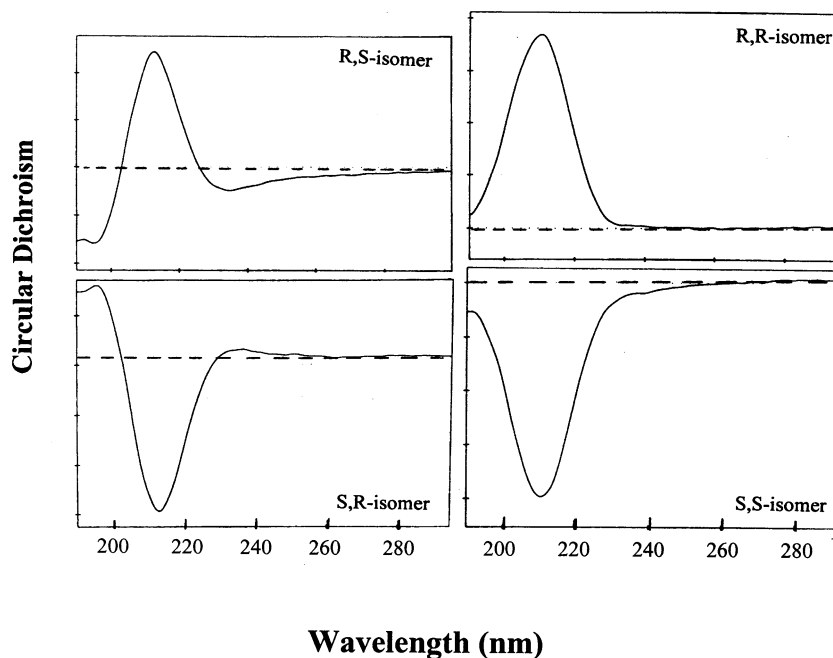 R,S-isomer
R,R-isomer
Circular Dichroism
S,R-isomer
S,S-isomer
200 220 240 260 280
200 220 240 260 280
Wavelength (nm)